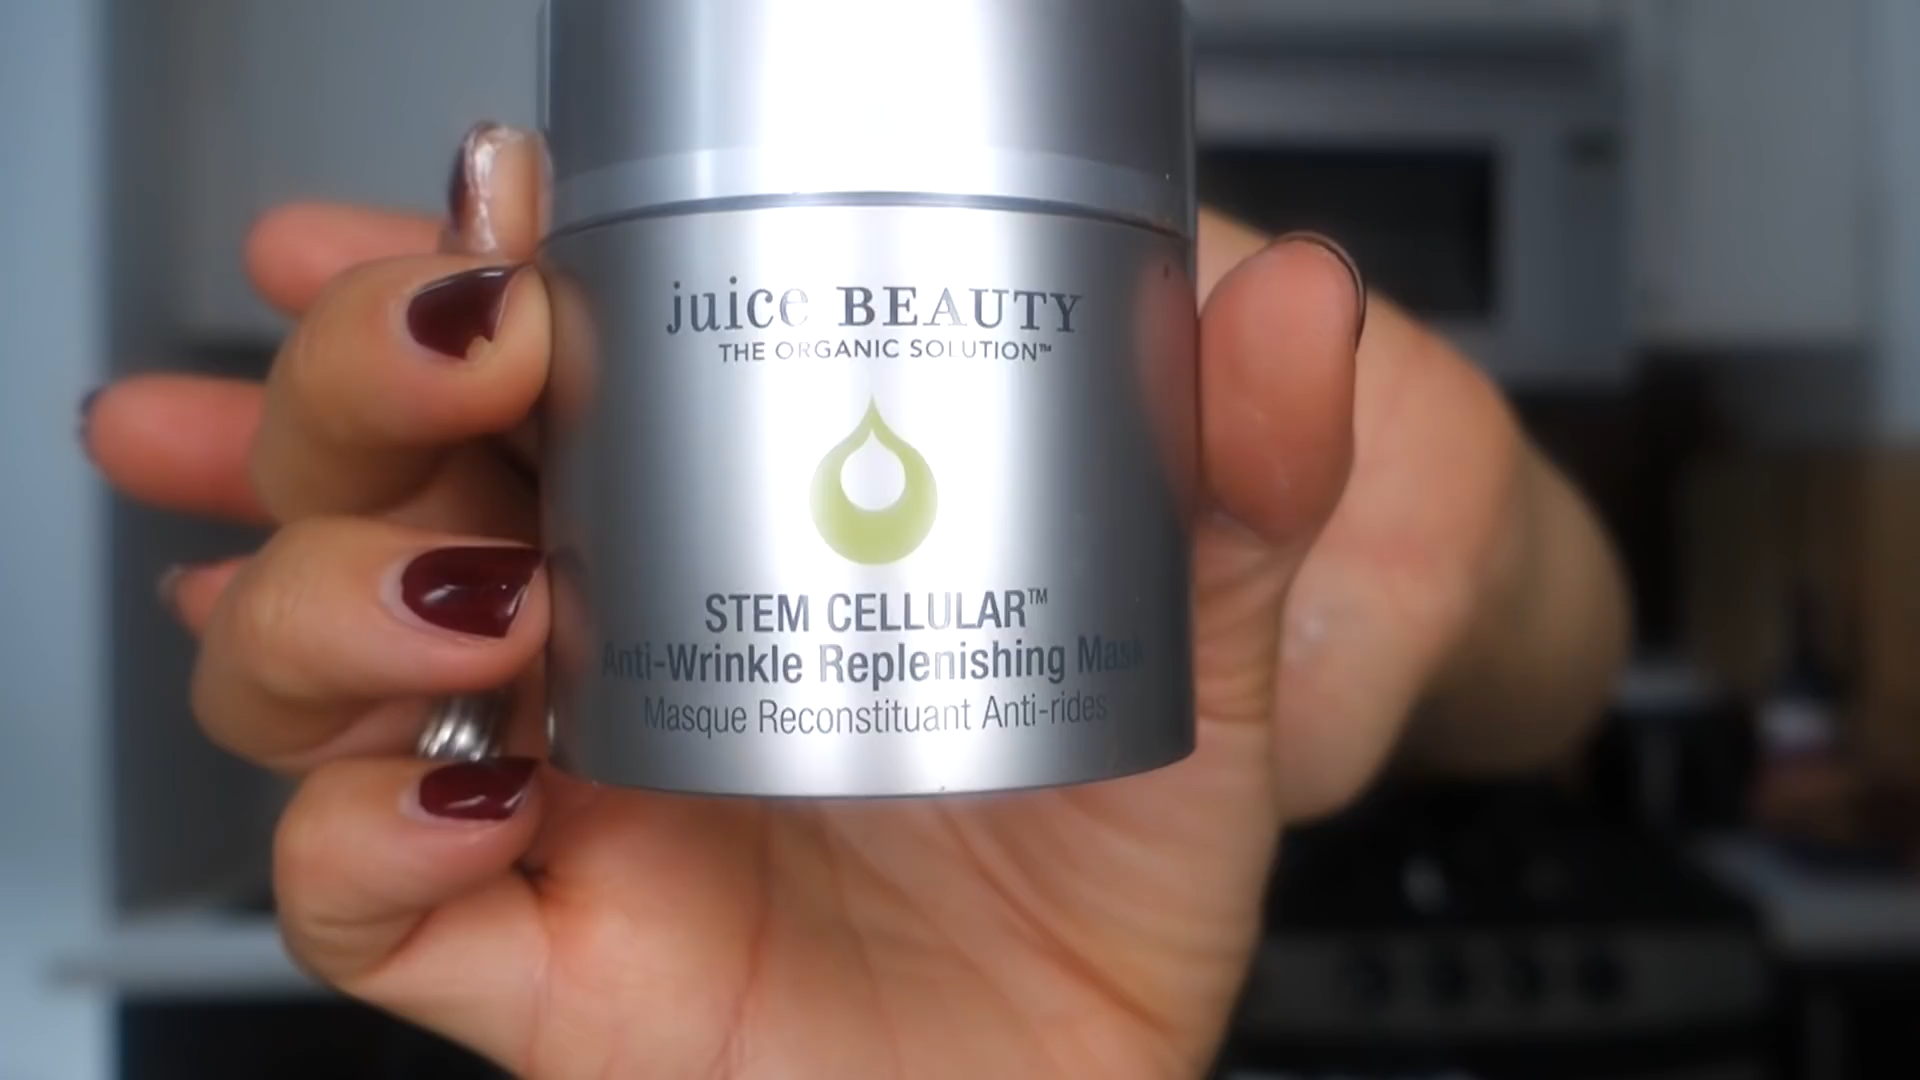 juice BEAUTY
THE ORGANIC SOLUTION™
STEM CELLULAR™
Anti-Wrinkle Replenishing Mask
Masque Reconstituant Anti-rides